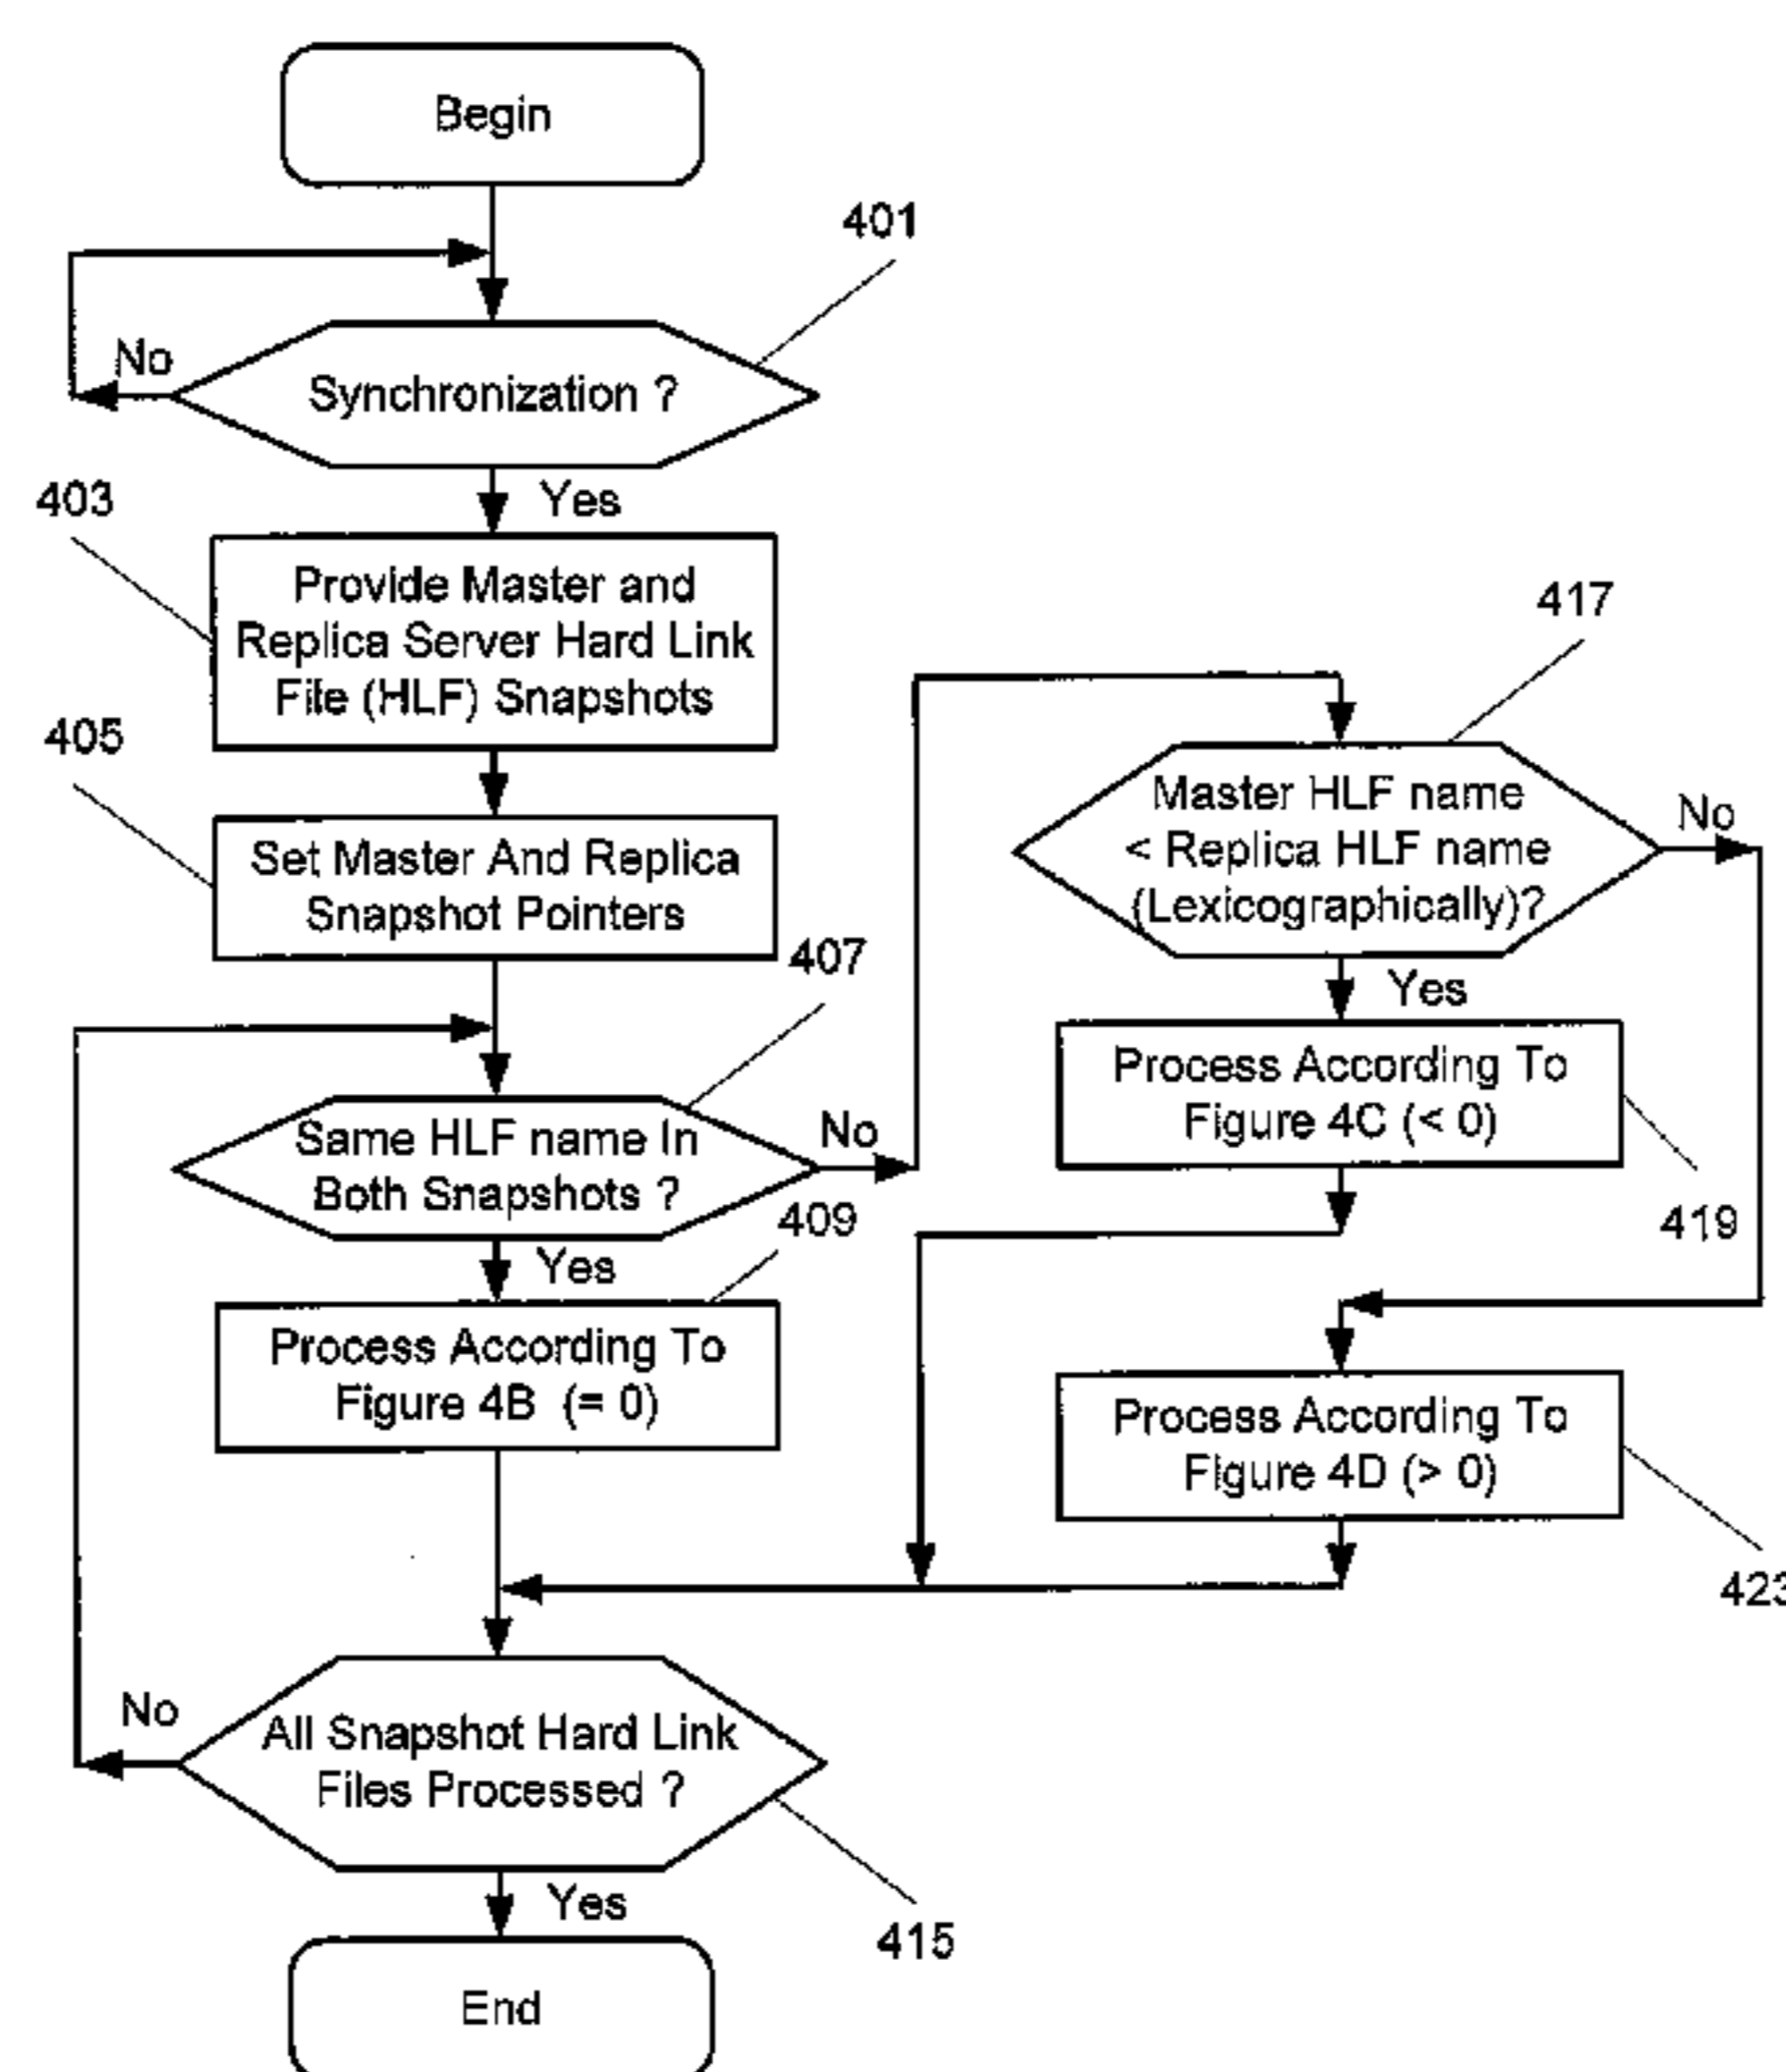 Begin
401
No
Synchronization ?
403
Yes
Provide Master and
Replica Server Hard Link
File (HLF) Snapshots
405
Set Master And Replica
Snapshot Pointers
407
Same HLF name In
Both Snapshots ?
No
409
Yes
Process According To
Figure 4B (= 0)
417
Master HLF name
< Replica HLF name
(Lexicographically)?
No
Yes
Process According To
Figure 4C (< 0)
419
Process According To
Figure 4D (> 0)
423
No
All Snapshot Hard Link
Files Processed ?
Yes
415
End